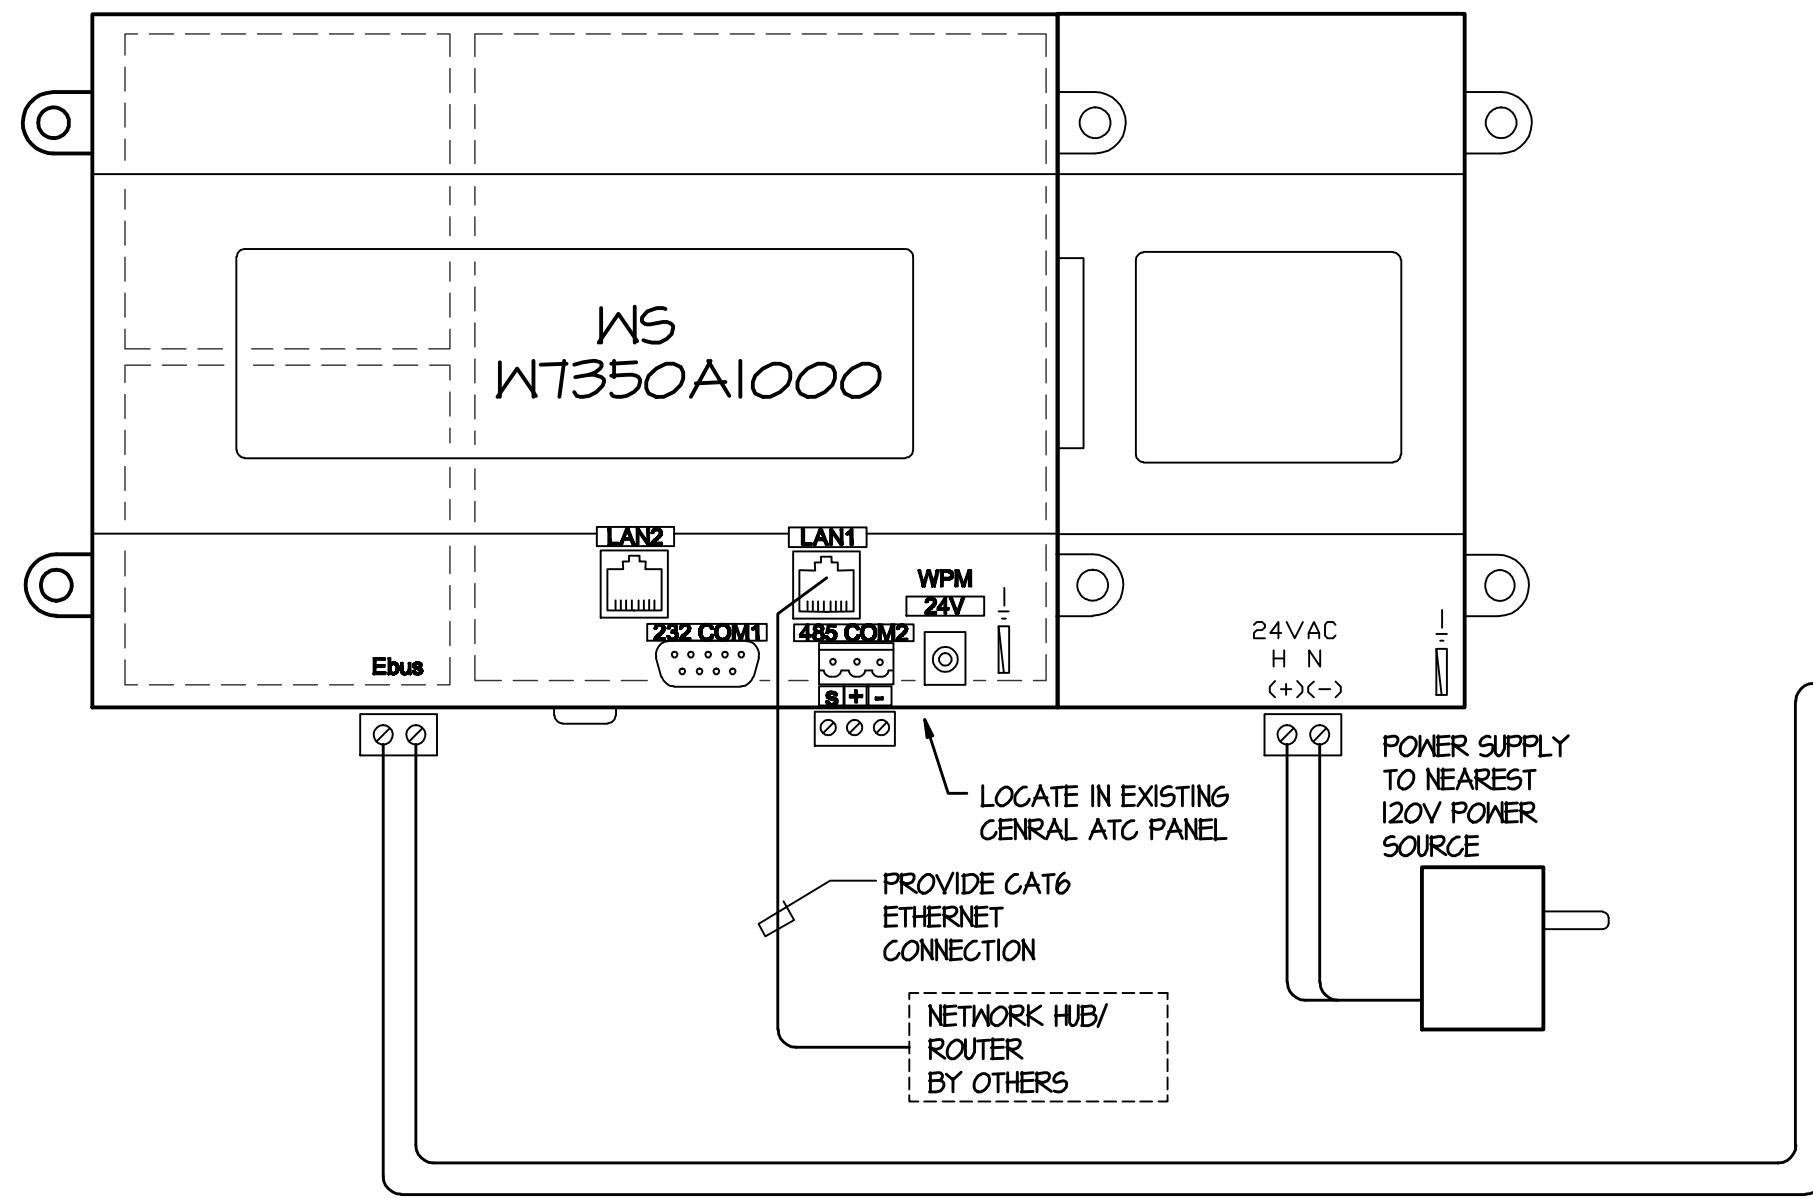 WS
W7350A1000
LAN2
LAN1
WPM
24V
232 COM1
485 COM2
Ebus
S + -
24VAC
H N
(+)(-)
POWER SUPPLY
TO NEAREST
120V POWER
SOURCE
LOCATE IN EXISTING
CENRAL ATC PANEL
PROVIDE CAT6
ETHERNET
CONNECTION
NETWORK HUB/
ROUTER
BY OTHERS